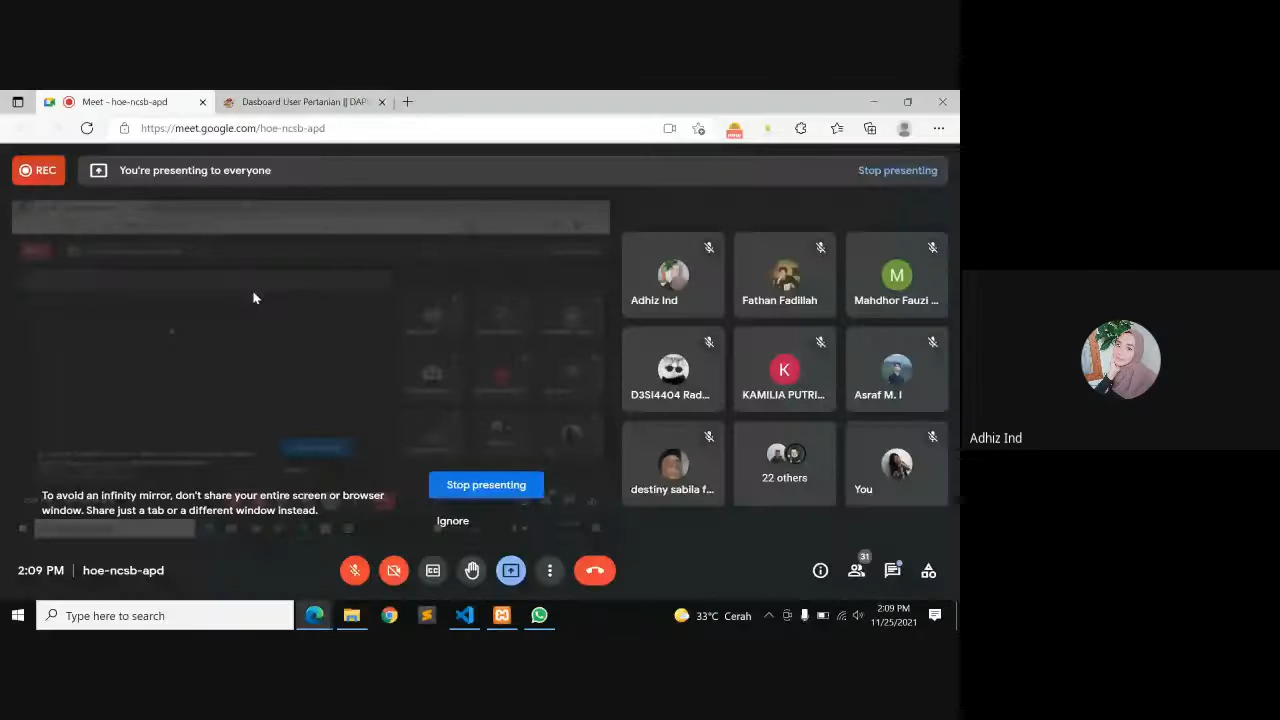 Meet - hoe-ncsb-apd
Dasboard User Pertanian || DAP
https://meet.google.com/hoe-ncsb-apd
REC
You're presenting to everyone
Stop presenting
Adhiz Ind
Fathan Fadillah
M
Mahdhor Fauzi ...
D3SI4404 Rad...
K
KAMILIA PUTRI...
Asraf M. I
destiny sabila f...
22 others
You
To avoid an infinity mirror, don't share your entire screen or browser
window. Share just a tab or a different window instead.
Stop presenting
Ignore
Adhiz Ind
2:09 PM | hoe-ncsb-apd
31
Type here to search
33°C Cerah
2:09 PM
11/25/2021